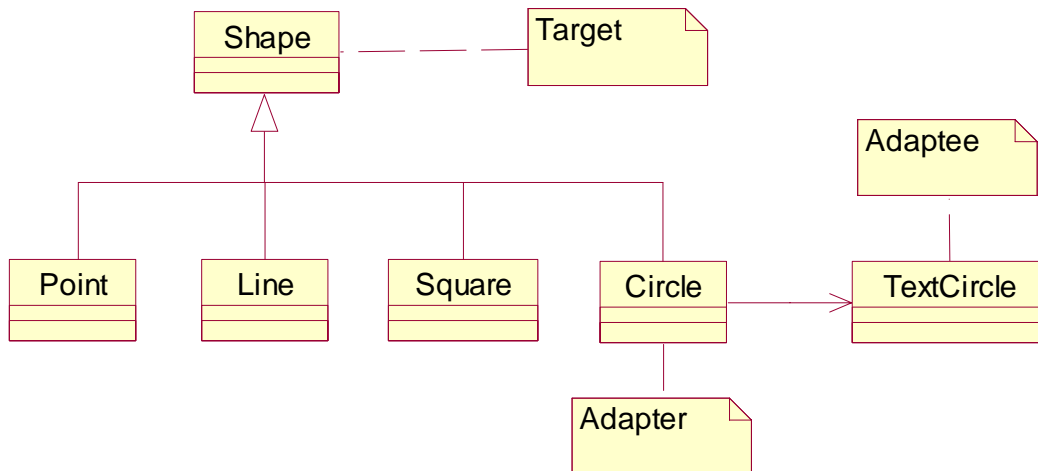 Shape
Target
Adaptee
Point
Line
Square
Circle
TextCircle
Adapter